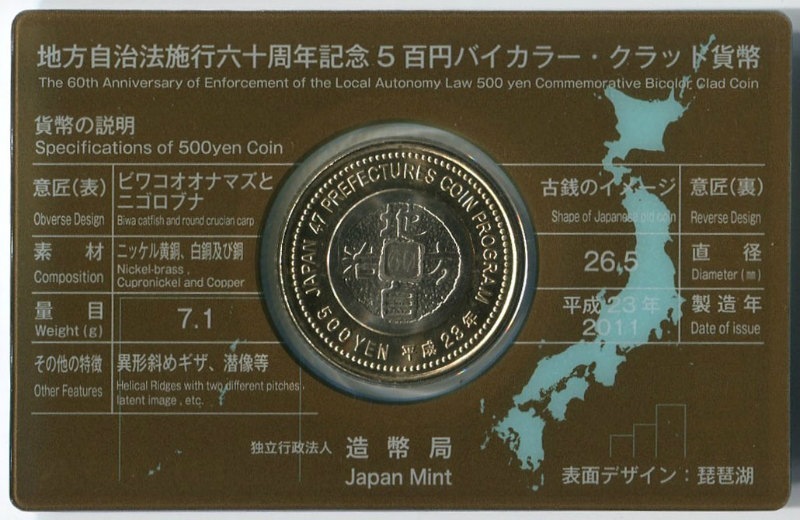 地方自治法施行六十周年記念5百円バイカラー・クラッド貨幣
The 60th Anniversary of Enforcement of the Local Autonomy Law 500 yen Commemorative Bicolor Clad Coin
貨幣の説明
Specifications of 500yen Coin
意匠(表)
Obverse Design
ビワコオオナマズと
ニゴロブナ
Biwa catfish and round crucian carp
古銭のイメージ
Shape of Japanese old coin
意匠(裏)
Reverse Design
素材
Composition
ニッケル黄銅、白銅及び銅
Nickel-brass,
Cupronickel and Copper
26.5
直径
Diameter(㎜)
量目
Weight(g)
7.1
平成23年
2011
製造年
Date of issue
その他の特徴
Other Features
異形斜めギザ、潜像等
Helical Ridges with two different pitches,
latent image, etc.
JAPAN 47 PREFECTURES COIN PROGRAM
地方自治
500YEN 平成23年
独立行政法人 造幣局
Japan Mint
表面デザイン:琵琶湖